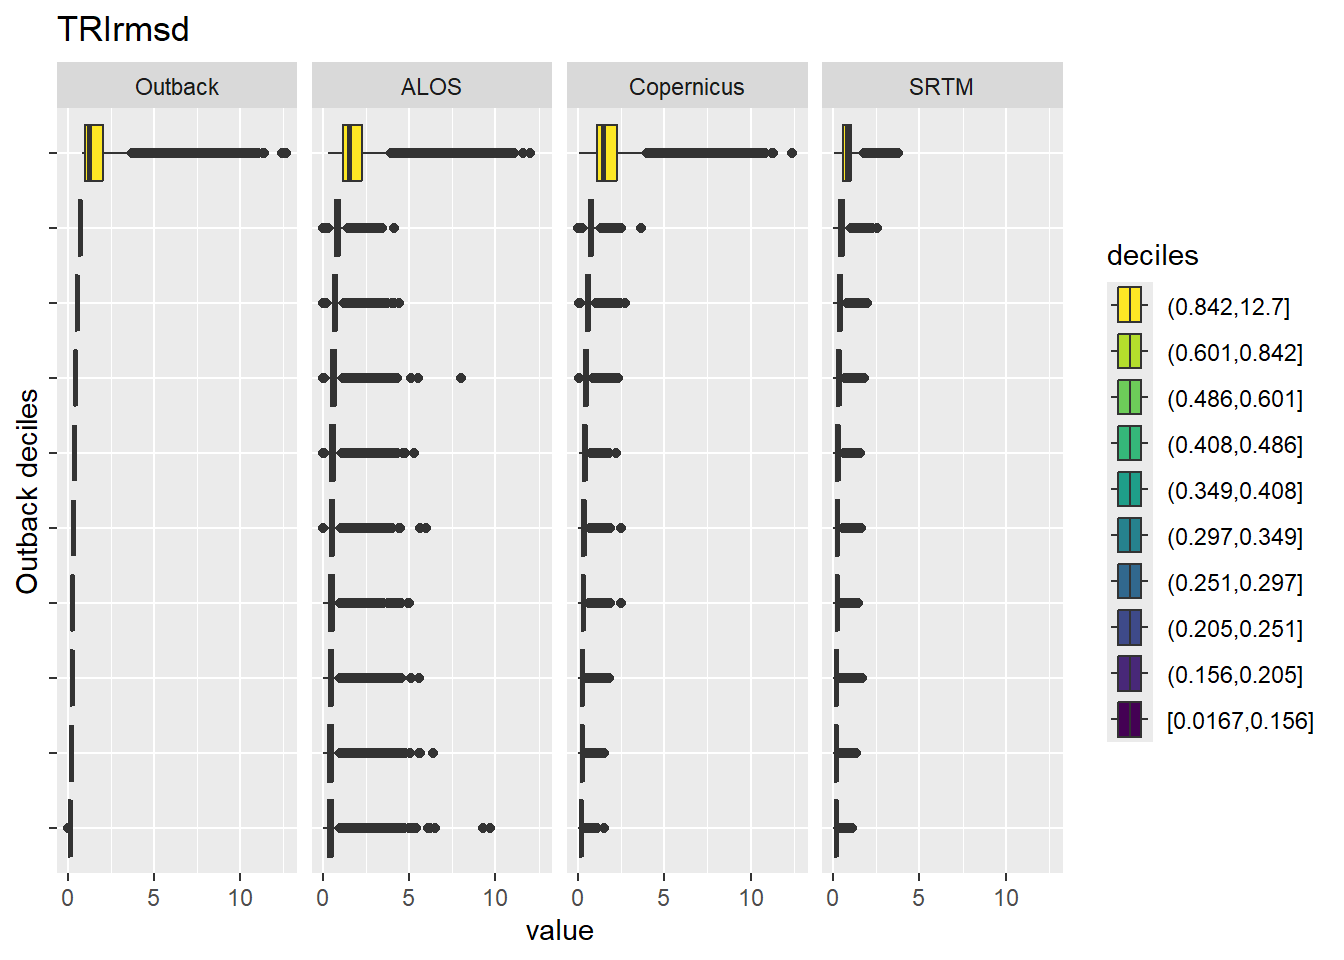 TRIrmsd
Outback
ALOS
Copernicus
SRTM
Outback deciles
0 5 10
0 5 10
0 5 10
0 5 10
value
deciles
(0.842,12.7]
(0.601,0.842]
(0.486,0.601]
(0.408,0.486]
(0.349,0.408]
(0.297,0.349]
(0.251,0.297]
(0.205,0.251]
(0.156,0.205]
[0.0167,0.156]